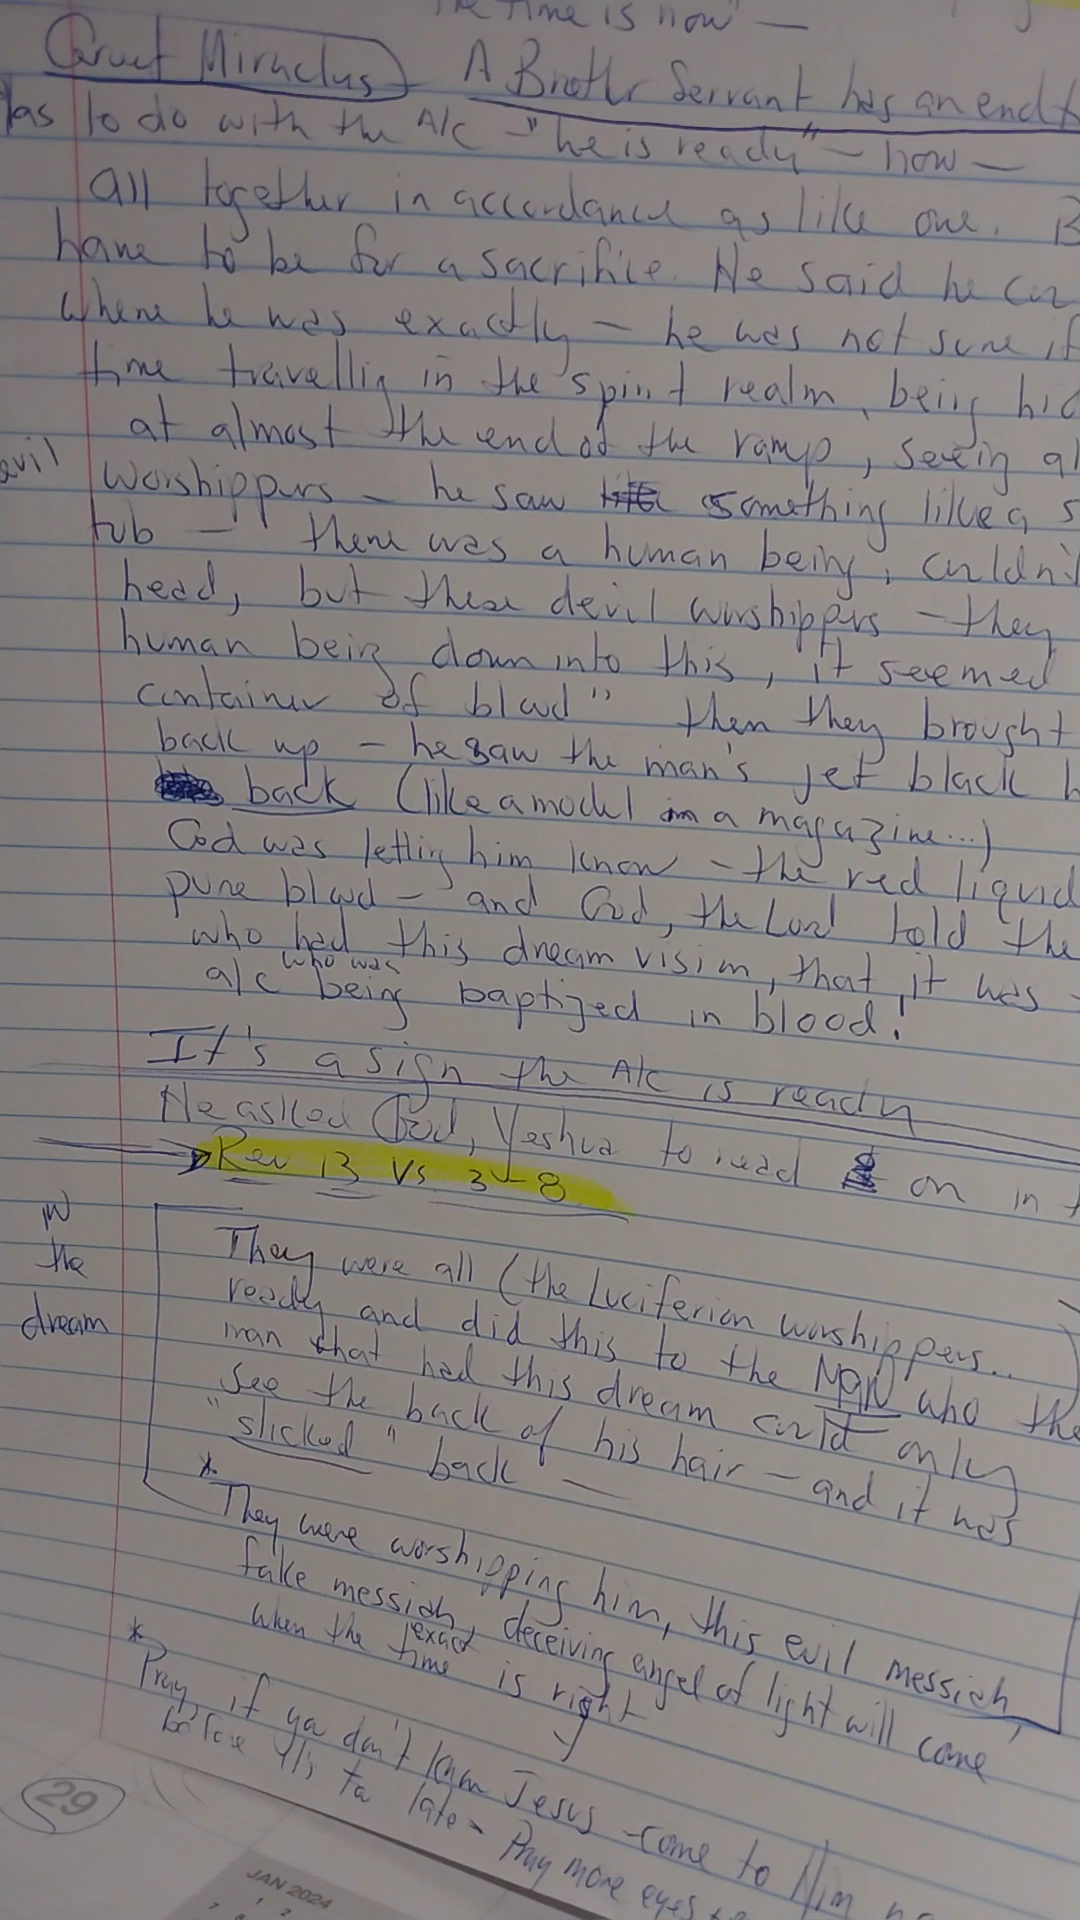 The time is now" —
Great Miracles - A Brother Servant has an endt
has to do with the A/C - "he is ready" - now -
all together in accordance as like one. B
have to be for a sacrifice. He said he
where he was exactly - he was not sure if
time travellig in the spirit realm, being hid
at almost the end of the ramp, seeing al
evil worshippers - he saw something like a s
tub - there was a human being, couldn't
head, but these devil worshippers - they
human being down into this, it seemed
container of blood" then they brought
back up - he saw the man's jet black h
back (like a model in a magazine...)
God was lettig him know - the red liquid
pure blood - and God, the Lord told the
who had this dream vision, that it was
a/c who was being baptized in blood!
It's a sign the A/C is ready
He asked God, Yeshua to read on in t
Rev 13 vs 3-8
in the dream
They were all (the Luciferian worshippers...)
ready and did this to the MAN who the
man that had this dream could only
see the back of his hair - and it was
"slicked" back -
* They were worshipping him, this evil messiah,
fake messiah, deceiving angel of light will come
when the exact time is right
* Pray, if you don't know Jesus - come to Him
before it's too late - Pray more eyes
29
JAN 2024
1 2
7 8